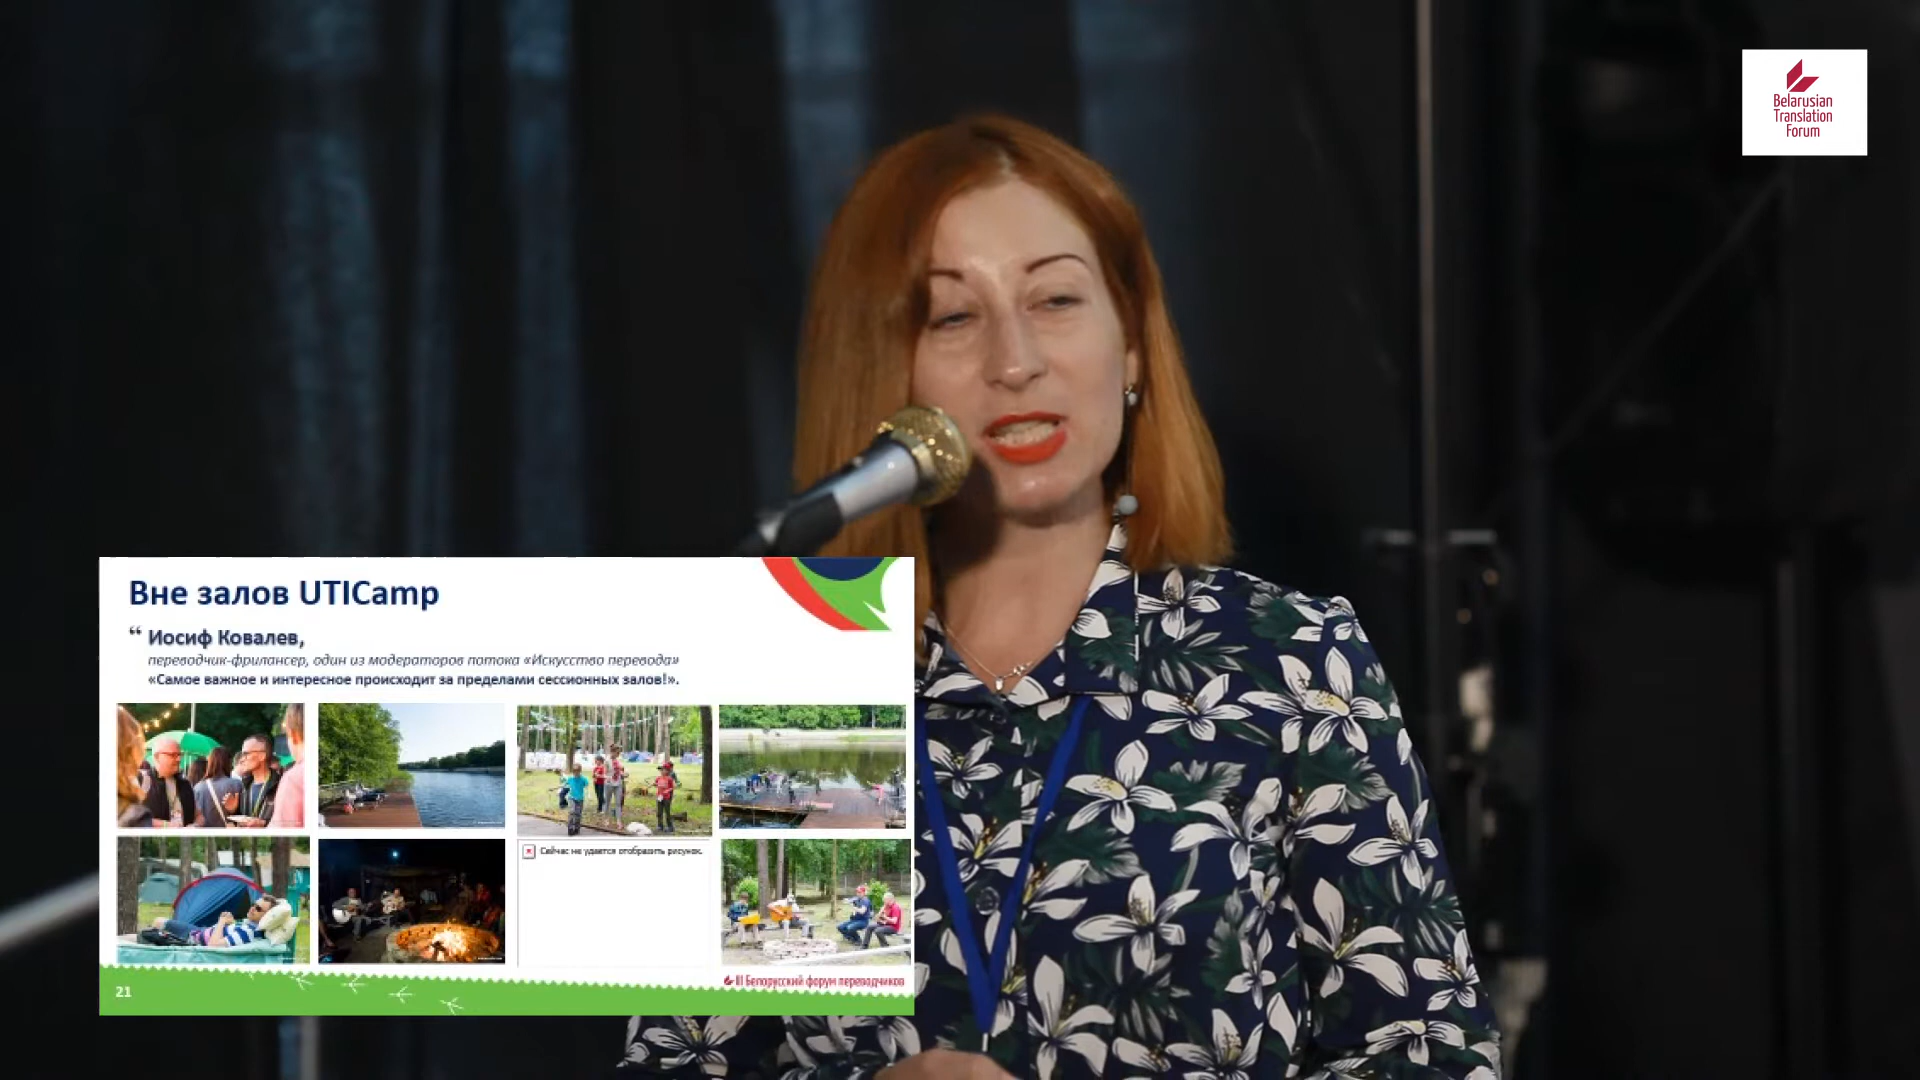 Belarusian
Translation
Forum
Вне залов UTICamp
“ Иосиф Ковалев,
переводчик-фрилансер, один из модераторов потока «Искусство перевода»
«Самое важное и интересное происходит за пределами сессионных залов!».
Сейчас не удается отобразить рисунок.
III Белорусский форум переводчиков
21